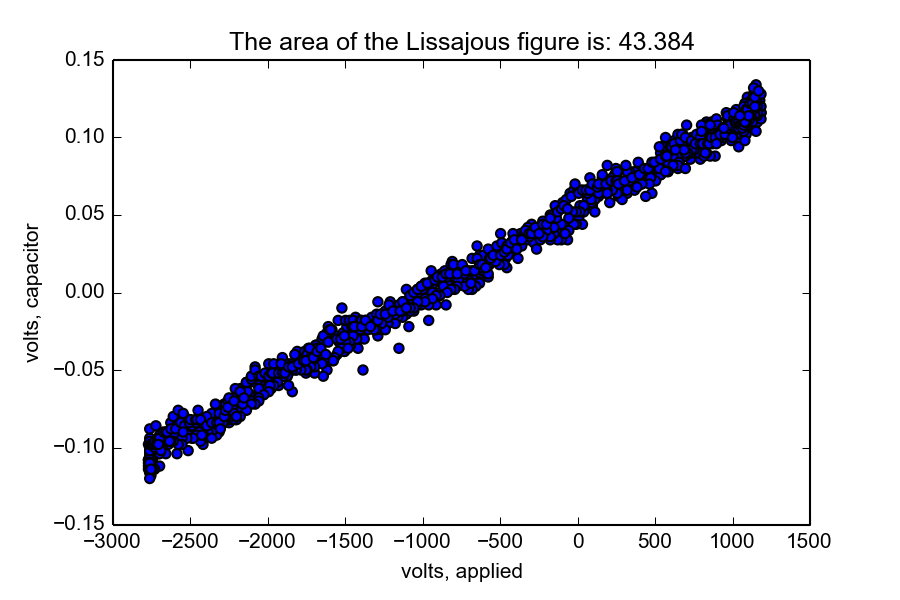 The area of the Lissajous figure is: 43.384
0.15
0.10
0.05
0.00
−0.05
−0.10
−0.15
volts, capacitor
−3000 −2500 −2000 −1500 −1000 −500 0 500 1000 1500
volts, applied